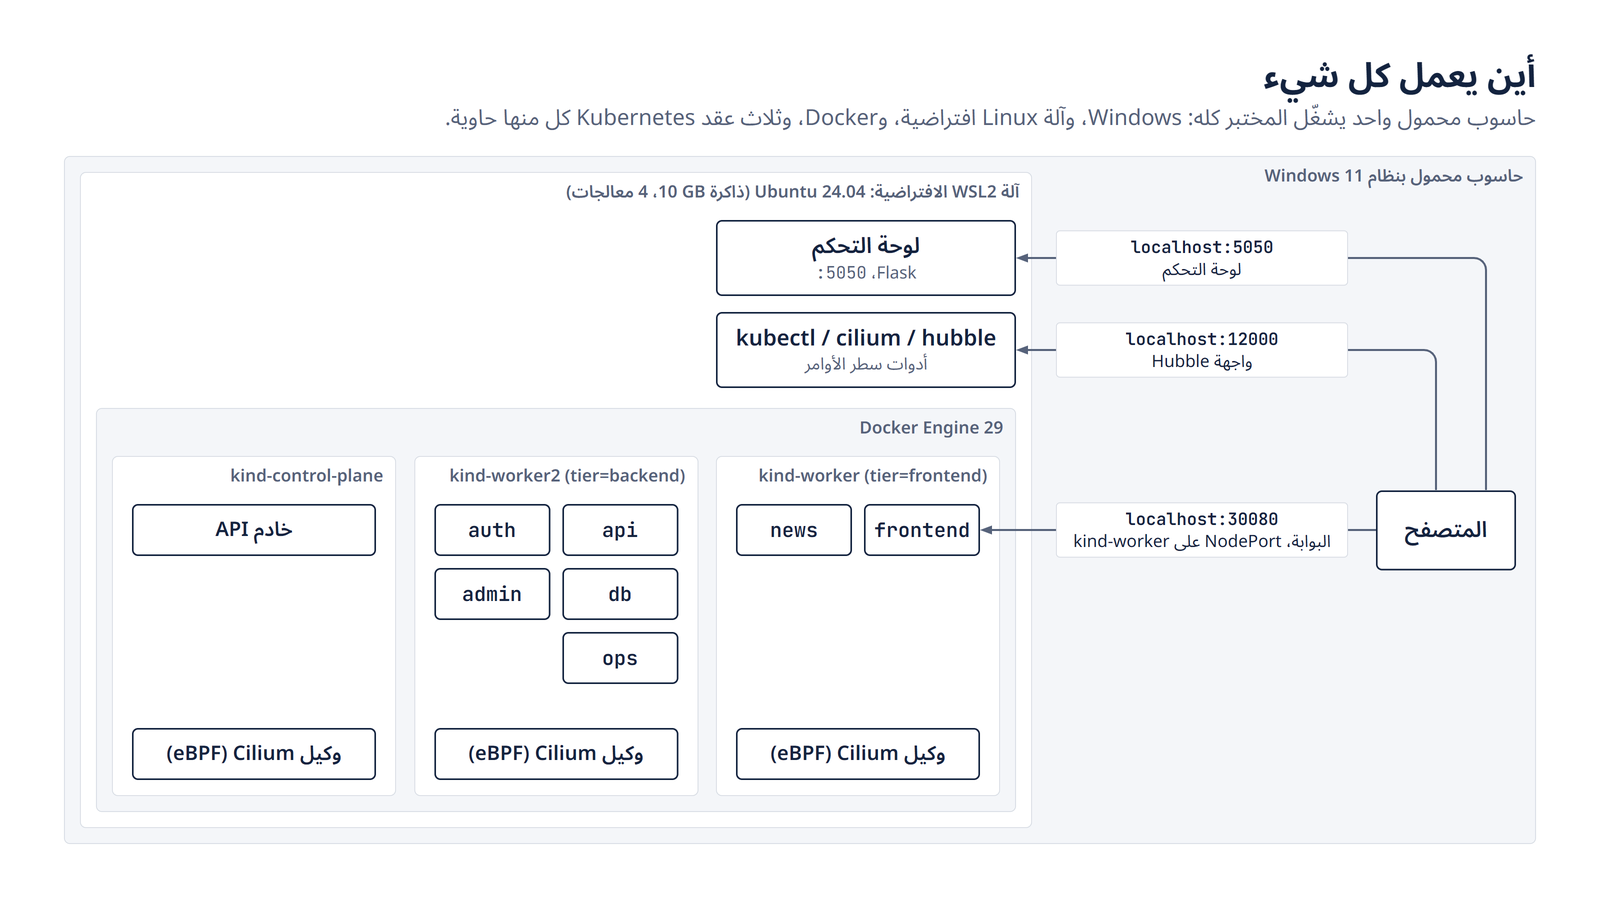 أين يعمل كل شيء
حاسوب محمول واحد يشغّل المختبر كله: Windows، وآلة Linux افتراضية، وDocker، وثلاث عقد Kubernetes كل منها حاوية.
حاسوب محمول بنظام Windows 11
آلة WSL2 الافتراضية: Ubuntu 24.04 (ذاكرة 10 GB، 4 معالجات)
localhost:5050
لوحة التحكم
لوحة التحكم
Flask، :5050
localhost:12000
واجهة Hubble
kubectl / cilium / hubble
أدوات سطر الأوامر
المتصفح
localhost:30080
البوابة، NodePort على kind-worker
Docker Engine 29
kind-worker (tier=frontend)
frontend
news
وكيل Cilium (eBPF)
kind-worker2 (tier=backend)
api
auth
db
admin
ops
وكيل Cilium (eBPF)
kind-control-plane
خادم API
وكيل Cilium (eBPF)